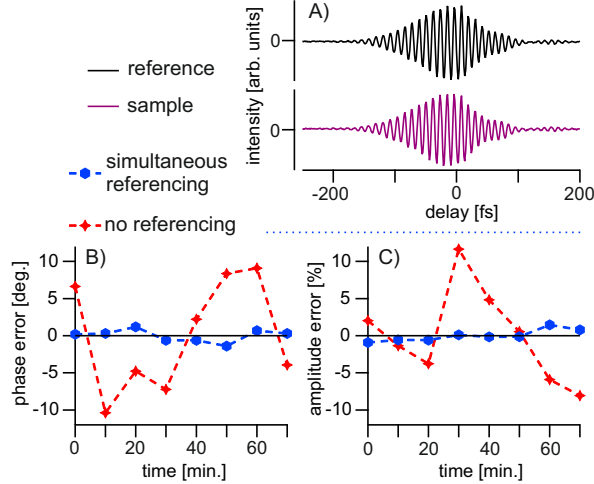 A)
intensity [arb. units]
0
0
-200
0
200
delay [fs]
reference
sample
simultaneous
referencing
no referencing
B)
phase error [deg.]
10
5
0
-5
-10
0
20
40
60
time [min.]
C)
amplitude error [%]
10
5
0
-5
-10
0
20
40
60
time [min.]